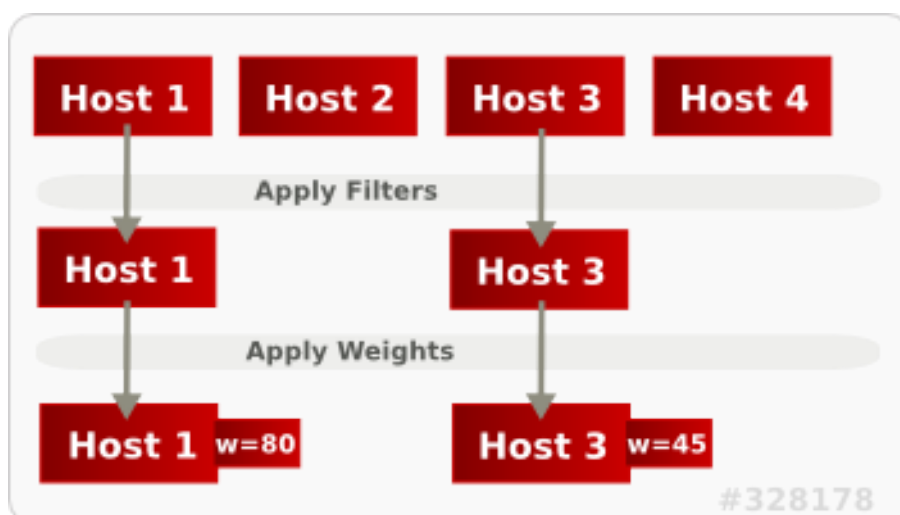 Host 1 Host 2 Host 3 Host 4
Apply Filters
Host 1 Host 3
Apply Weights
Host 1 w=80 Host 3 w=45
#328178